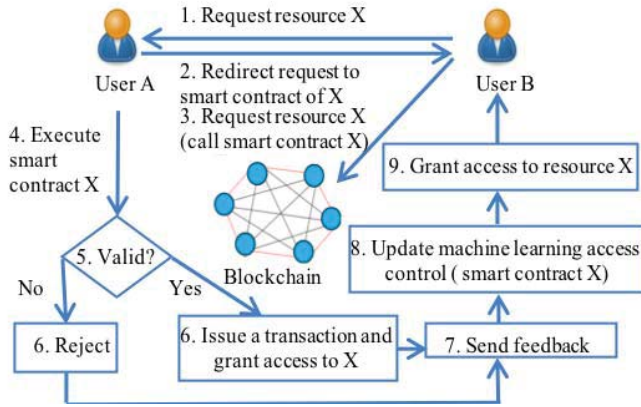 1. Request resource X
User A
User B
2. Redirect request to
smart contract of X
3. Request resource X
(call smart contract X)
4. Execute
smart
contract X
9. Grant access to resource X
5. Valid?
Blockchain
8. Update machine learning access
control ( smart contract X)
No
Yes
6. Reject
6. Issue a transaction and
grant access to X
7. Send feedback